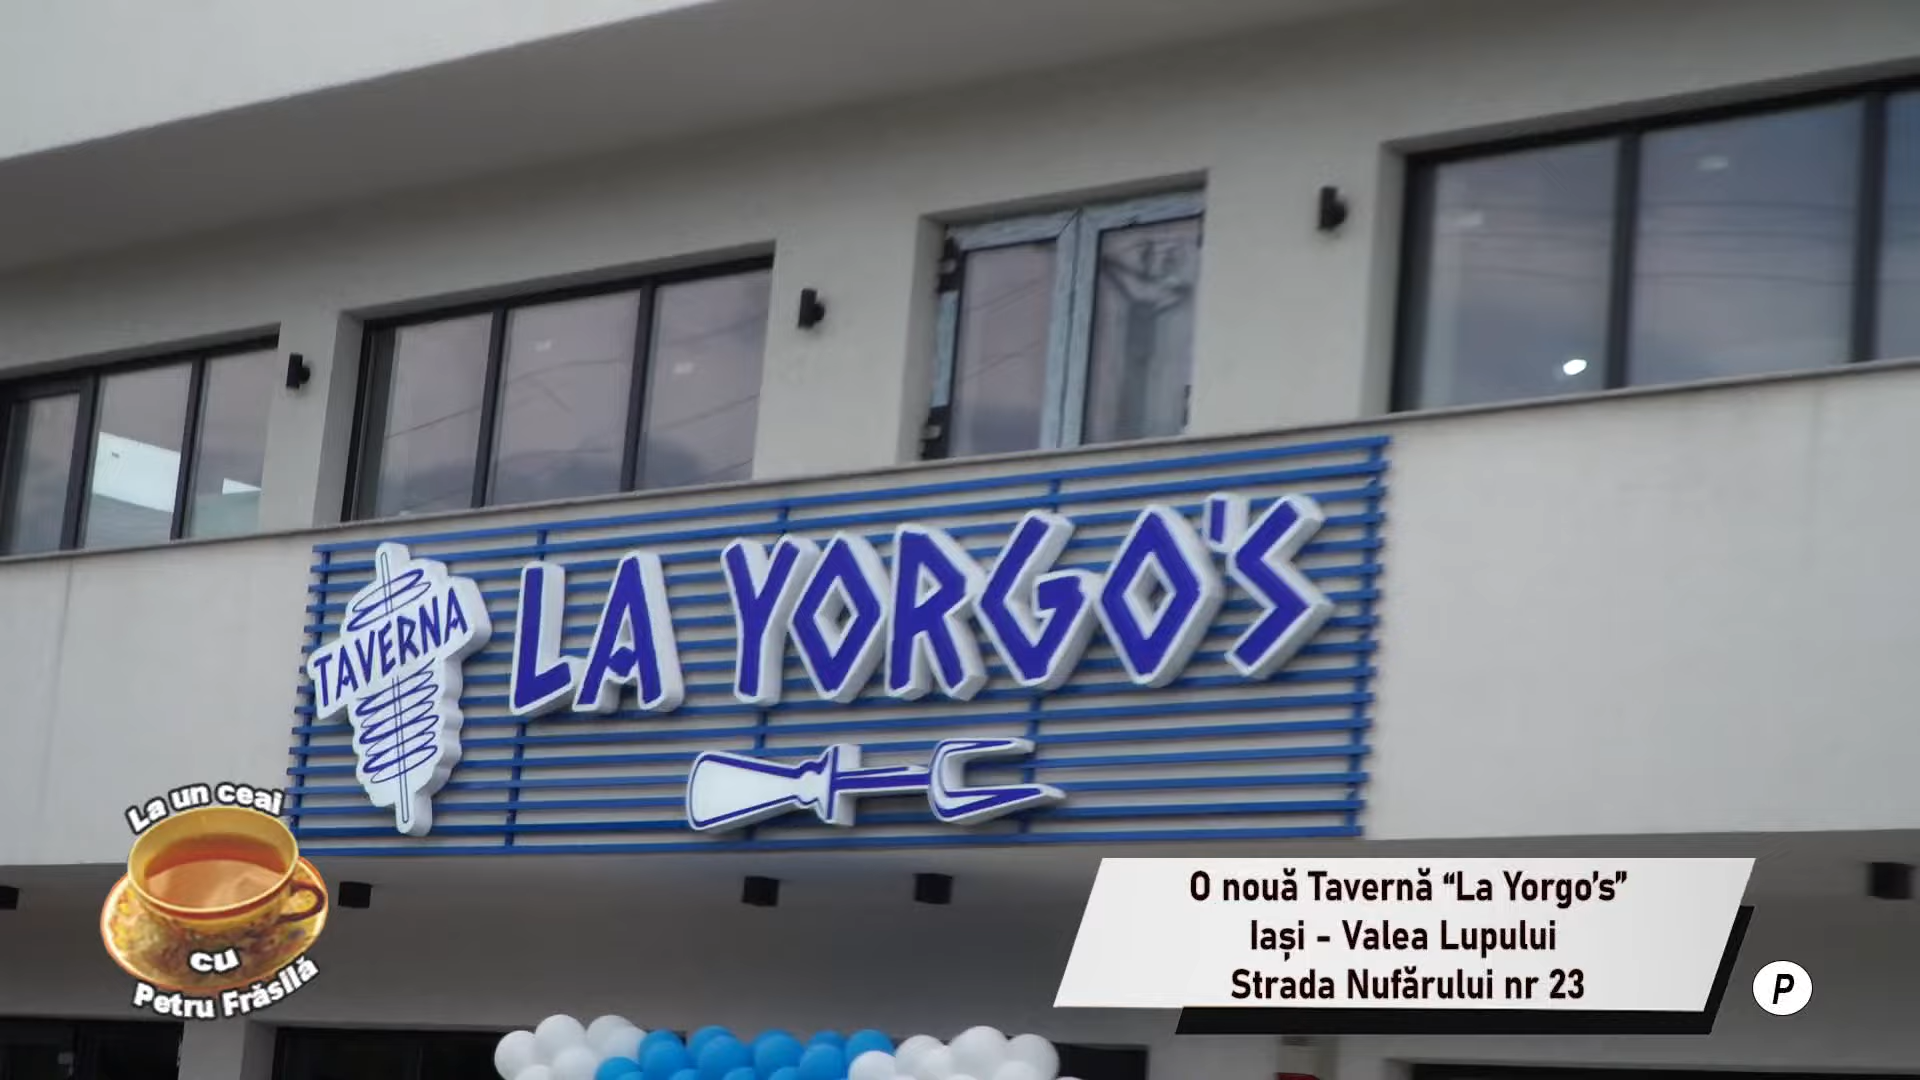 TAVERNA
LA YORGO'S
La un ceai
cu
Petru Frăsilă
O nouă Tavernă “La Yorgo’s”
Iași - Valea Lupului
Strada Nufărului nr 23
P